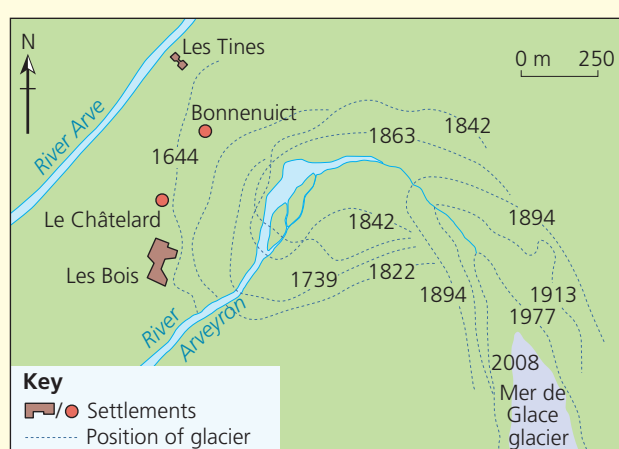 N
Les Tines
0 m 250
River Arve
Bonnenuict
1644
1863
1842
Le Châtelard
1842
1894
Les Bois
1739
1822
1894
1913
1977
River
Arveyran
2008
Mer de
Glace
glacier
Key
Settlements
Position of glacier